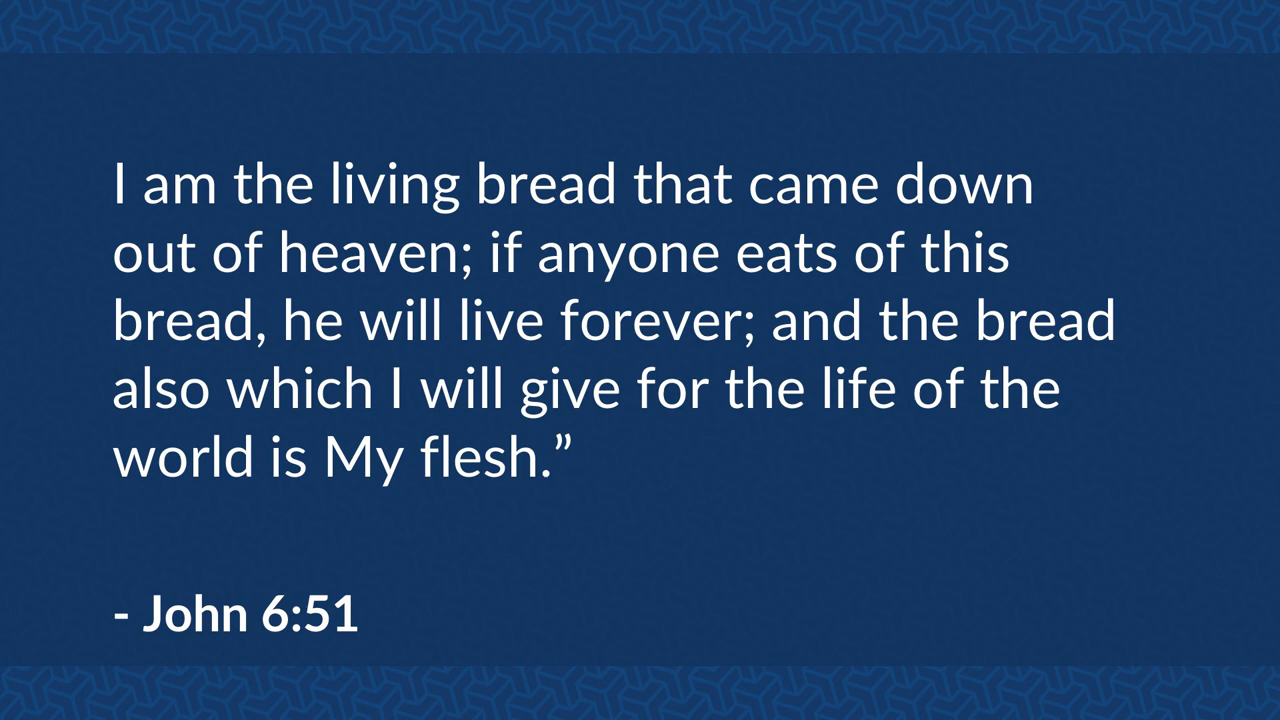 I am the living bread that came down
out of heaven; if anyone eats of this
bread, he will live forever; and the bread
also which I will give for the life of the
world is My flesh.”
- John 6:51